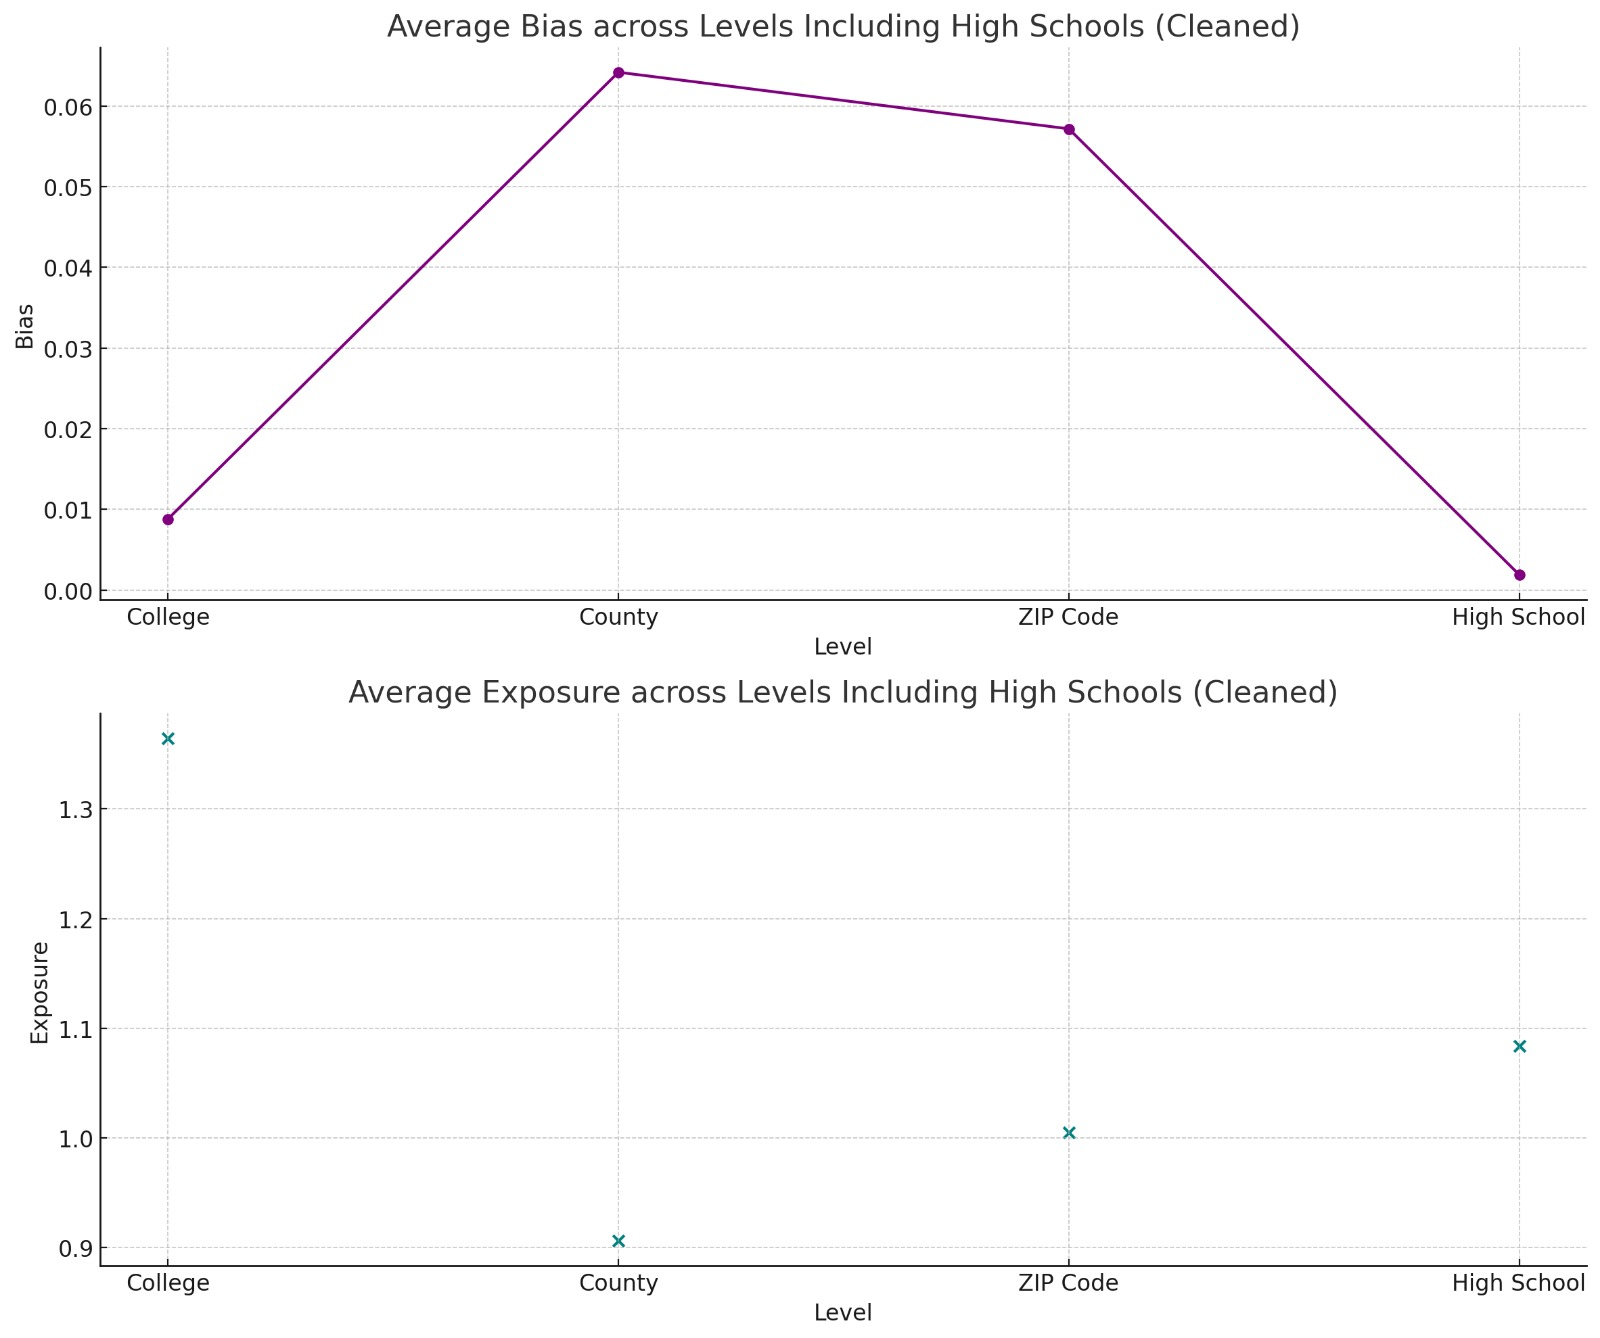 Average Bias across Levels Including High Schools (Cleaned)
0.06
0.05
0.04
0.03
0.02
0.01
0.00
Bias
College County ZIP Code High School
Level
Average Exposure across Levels Including High Schools (Cleaned)
1.3
1.2
1.1
1.0
0.9
Exposure
College County ZIP Code High School
Level